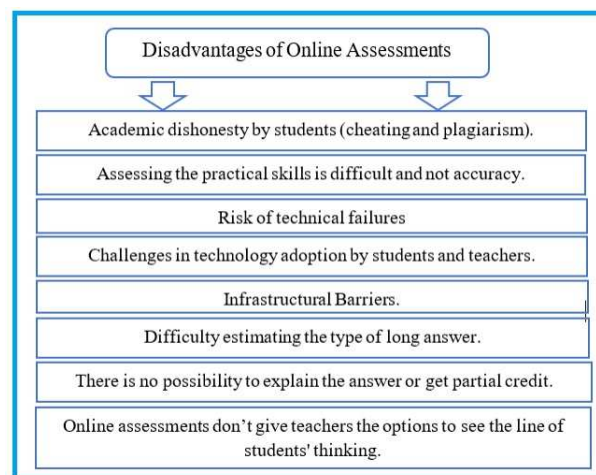 Disadvantages of Online Assessments
Academic dishonesty by students (cheating and plagiarism).
Assessing the practical skills is difficult and not accuracy.
Risk of technical failures
Challenges in technology adoption by students and teachers.
Infrastructural Barriers.
Difficulty estimating the type of long answer.
There is no possibility to explain the answer or get partial credit.
Online assessments don’t give teachers the options to see the line of
students' thinking.